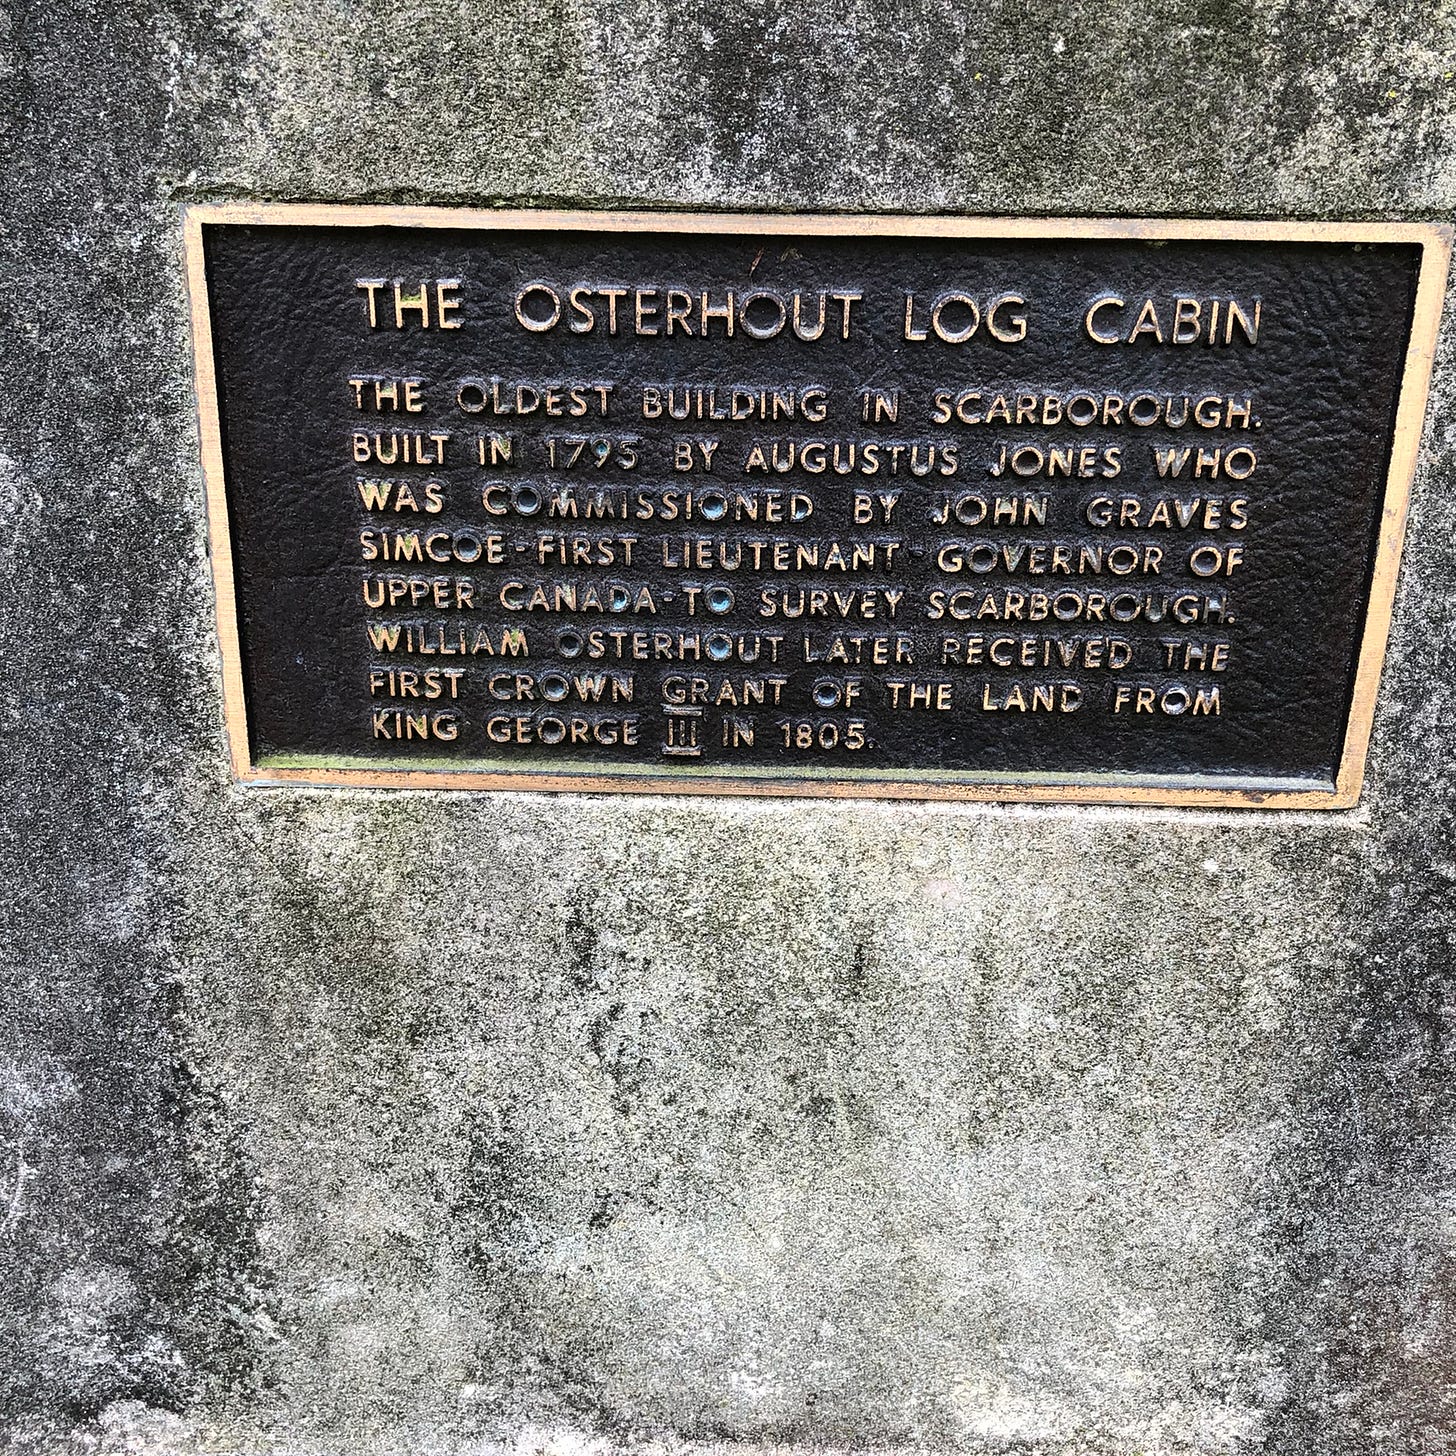 THE OSTERHOUT LOG CABIN
THE OLDEST BUILDING IN SCARBOROUGH.
BUILT IN 1795 BY AUGUSTUS JONES WHO
WAS COMMISSIONED BY JOHN GRAVES
SIMCOE-FIRST LIEUTENANT GOVERNOR OF
UPPER CANADA-TO SURVEY SCARBOROUGH.
WILLIAM OSTERHOUT LATER RECEIVED THE
FIRST CROWN GRANT OF THE LAND FROM
KING GEORGE III IN 1805.